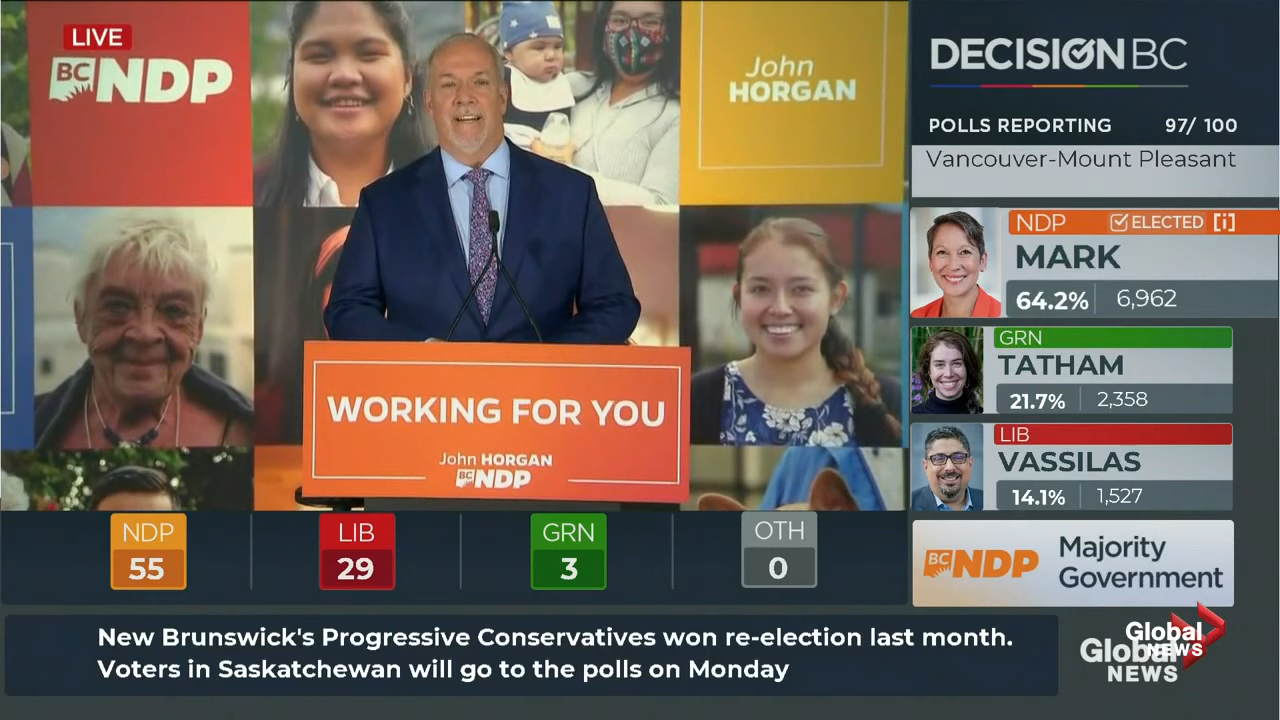 LIVE
BC NDP
John
HORGAN
WORKING FOR YOU
John HORGAN
BC NDP
DECISION BC
POLLS REPORTING 97/ 100
Vancouver-Mount Pleasant
NDP ELECTED [i]
MARK
64.2% 6,962
GRN
TATHAM
21.7% 2,358
LIB
VASSILAS
14.1% 1,527
BC NDP Majority
Government
NDP LIB GRN OTH
55 29 3 0
New Brunswick's Progressive Conservatives won re-election last month.
Voters in Saskatchewan will go to the polls on Monday
Global
NEWS
Global
NEWS